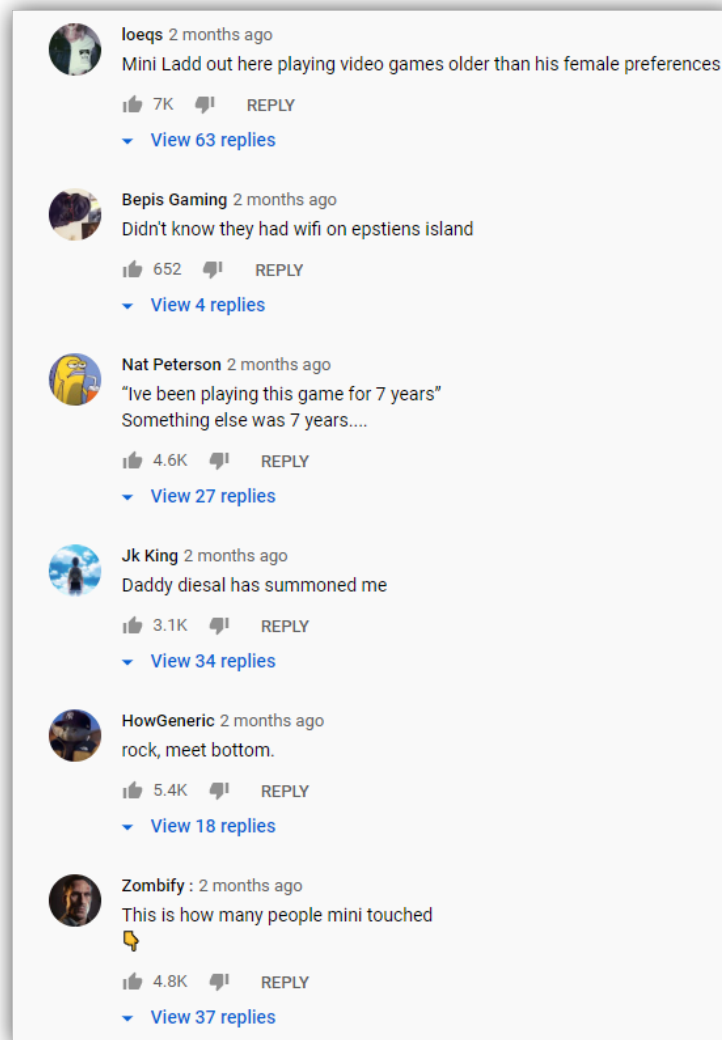 loeqs 2 months ago
Mini Ladd out here playing video games older than his female preferences
7K REPLY
View 63 replies
Bepis Gaming 2 months ago
Didn't know they had wifi on epstiens island
652 REPLY
View 4 replies
Nat Peterson 2 months ago
“Ive been playing this game for 7 years”
Something else was 7 years....
4.6K REPLY
View 27 replies
Jk King 2 months ago
Daddy diesal has summoned me
3.1K REPLY
View 34 replies
HowGeneric 2 months ago
rock, meet bottom.
5.4K REPLY
View 18 replies
Zombify : 2 months ago
This is how many people mini touched
👇
4.8K REPLY
View 37 replies